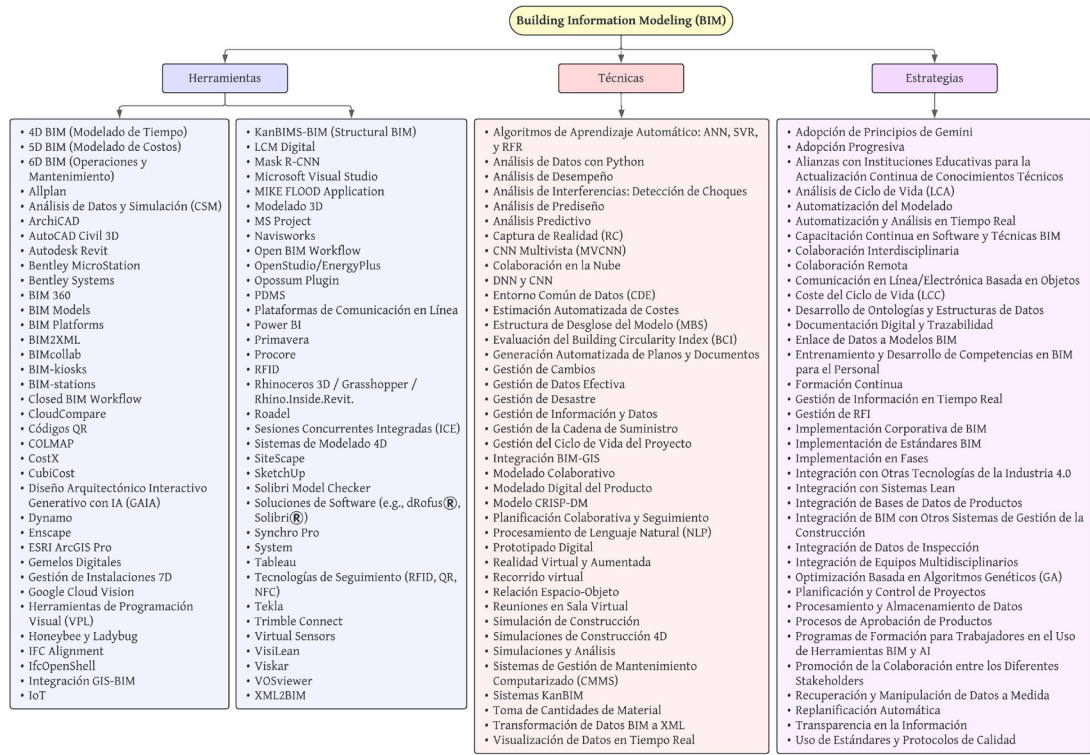 Building Information Modeling (BIM)
Herramientas
Técnicas
Estrategias
• 4D BIM (Modelado de Tiempo)
• 5D BIM (Modelado de Costos)
• 6D BIM (Operaciones y
Mantenimiento)
• Allplan
• Análisis de Datos y Simulación (CSM)
• ArchiCAD
• AutoCAD Civil 3D
• Autodesk Revit
• Bentley MicroStation
• Bentley Systems
• BIM 360
• BIM Models
• BIM Platforms
• BIM2XML
• BIMcollab
• BIM-kiosks
• BIM-stations
• Closed BIM Workflow
• CloudCompare
• Códigos QR
• COLMAP
• CostX
• CubiCost
• Diseño Arquitectónico Interactivo
Generativo con IA (GAIA)
• Dynamo
• Enscape
• ESRI ArcGIS Pro
• Gemelos Digitales
• Gestión de Instalaciones 7D
• Google Cloud Vision
• Herramientas de Programación
Visual (VPL)
• Honeybee y Ladybug
• IFC Alignment
• IfcOpenShell
• Integración GIS-BIM
• IoT
• KanBIMS-BIM (Structural BIM)
• LCM Digital
• Mask R-CNN
• Microsoft Visual Studio
• MIKE FLOOD Application
• Modelado 3D
• MS Project
• Navisworks
• Open BIM Workflow
• OpenStudio/EnergyPlus
• Opossum Plugin
• PDMS
• Plataformas de Comunicación en Línea
• Power BI
• Primavera
• Procore
• RFID
• Rhinoceros 3D / Grasshopper /
Rhino.Inside.Revit.
• Roadel
• Sesiones Concurrentes Integradas (ICE)
• Sistemas de Modelado 4D
• SiteScape
• SketchUp
• Solibri Model Checker
• Soluciones de Software (e.g., dRofus®,
Solibri®)
• Synchro Pro
• System
• Tableau
• Tecnologías de Seguimiento (RFID, QR,
NFC)
• Tekla
• Trimble Connect
• Virtual Sensors
• VisiLean
• Viskar
• VOSviewer
• XML2BIM
• Algoritmos de Aprendizaje Automático: ANN, SVR,
y RFR
• Análisis de Datos con Python
• Análisis de Desempeño
• Análisis de Interferencias: Detección de Choques
• Análisis de Prediseño
• Análisis Predictivo
• Captura de Realidad (RC)
• CNN Multivista (MVCNN)
• Colaboración en la Nube
• DNN y CNN
• Entorno Común de Datos (CDE)
• Estimación Automatizada de Costes
• Estructura de Desglose del Modelo (MBS)
• Evaluación del Building Circularity Index (BCI)
• Generación Automatizada de Planos y Documentos
• Gestión de Cambios
• Gestión de Datos Efectiva
• Gestión de Desastre
• Gestión de Información y Datos
• Gestión de la Cadena de Suministro
• Gestión del Ciclo de Vida del Proyecto
• Integración BIM-GIS
• Modelado Colaborativo
• Modelado Digital del Producto
• Modelo CRISP-DM
• Planificación Colaborativa y Seguimiento
• Procesamiento de Lenguaje Natural (NLP)
• Prototipado Digital
• Realidad Virtual y Aumentada
• Recorrido virtual
• Relación Espacio-Objeto
• Reuniones en Sala Virtual
• Simulación de Construcción
• Simulaciones de Construcción 4D
• Simulaciones y Análisis
• Sistemas de Gestión de Mantenimiento
Computarizado (CMMS)
• Sistemas KanBIM
• Toma de Cantidades de Material
• Transformación de Datos BIM a XML
• Visualización de Datos en Tiempo Real
• Adopción de Principios de Gemini
• Adopción Progresiva
• Alianzas con Instituciones Educativas para la
Actualización Continua de Conocimientos Técnicos
• Análisis de Ciclo de Vida (LCA)
• Automatización del Modelado
• Automatización y Análisis en Tiempo Real
• Capacitación Continua en Software y Técnicas BIM
• Colaboración Interdisciplinaria
• Colaboración Remota
• Comunicación en Línea/Electrónica Basada en Objetos
• Coste del Ciclo de Vida (LCC)
• Desarrollo de Ontologías y Estructuras de Datos
• Documentación Digital y Trazabilidad
• Enlace de Datos a Modelos BIM
• Entrenamiento y Desarrollo de Competencias en BIM
para el Personal
• Formación Continua
• Gestión de Información en Tiempo Real
• Gestión de RFI
• Implementación Corporativa de BIM
• Implementación de Estándares BIM
• Implementación en Fases
• Integración con Otras Tecnologías de la Industria 4.0
• Integración con Sistemas Lean
• Integración de Bases de Datos de Productos
• Integración de BIM con Otros Sistemas de Gestión de la
Construcción
• Integración de Datos de Inspección
• Integración de Equipos Multidisciplinarios
• Optimización Basada en Algoritmos Genéticos (GA)
• Planificación y Control de Proyectos
• Procesamiento y Almacenamiento de Datos
• Procesos de Aprobación de Productos
• Programas de Formación para Trabajadores en el Uso
de Herramientas BIM y AI
• Promoción de la Colaboración entre los Diferentes
Stakeholders
• Recuperación y Manipulación de Datos a Medida
• Replanificación Automática
• Transparencia en la Información
• Uso de Estándares y Protocolos de Calidad